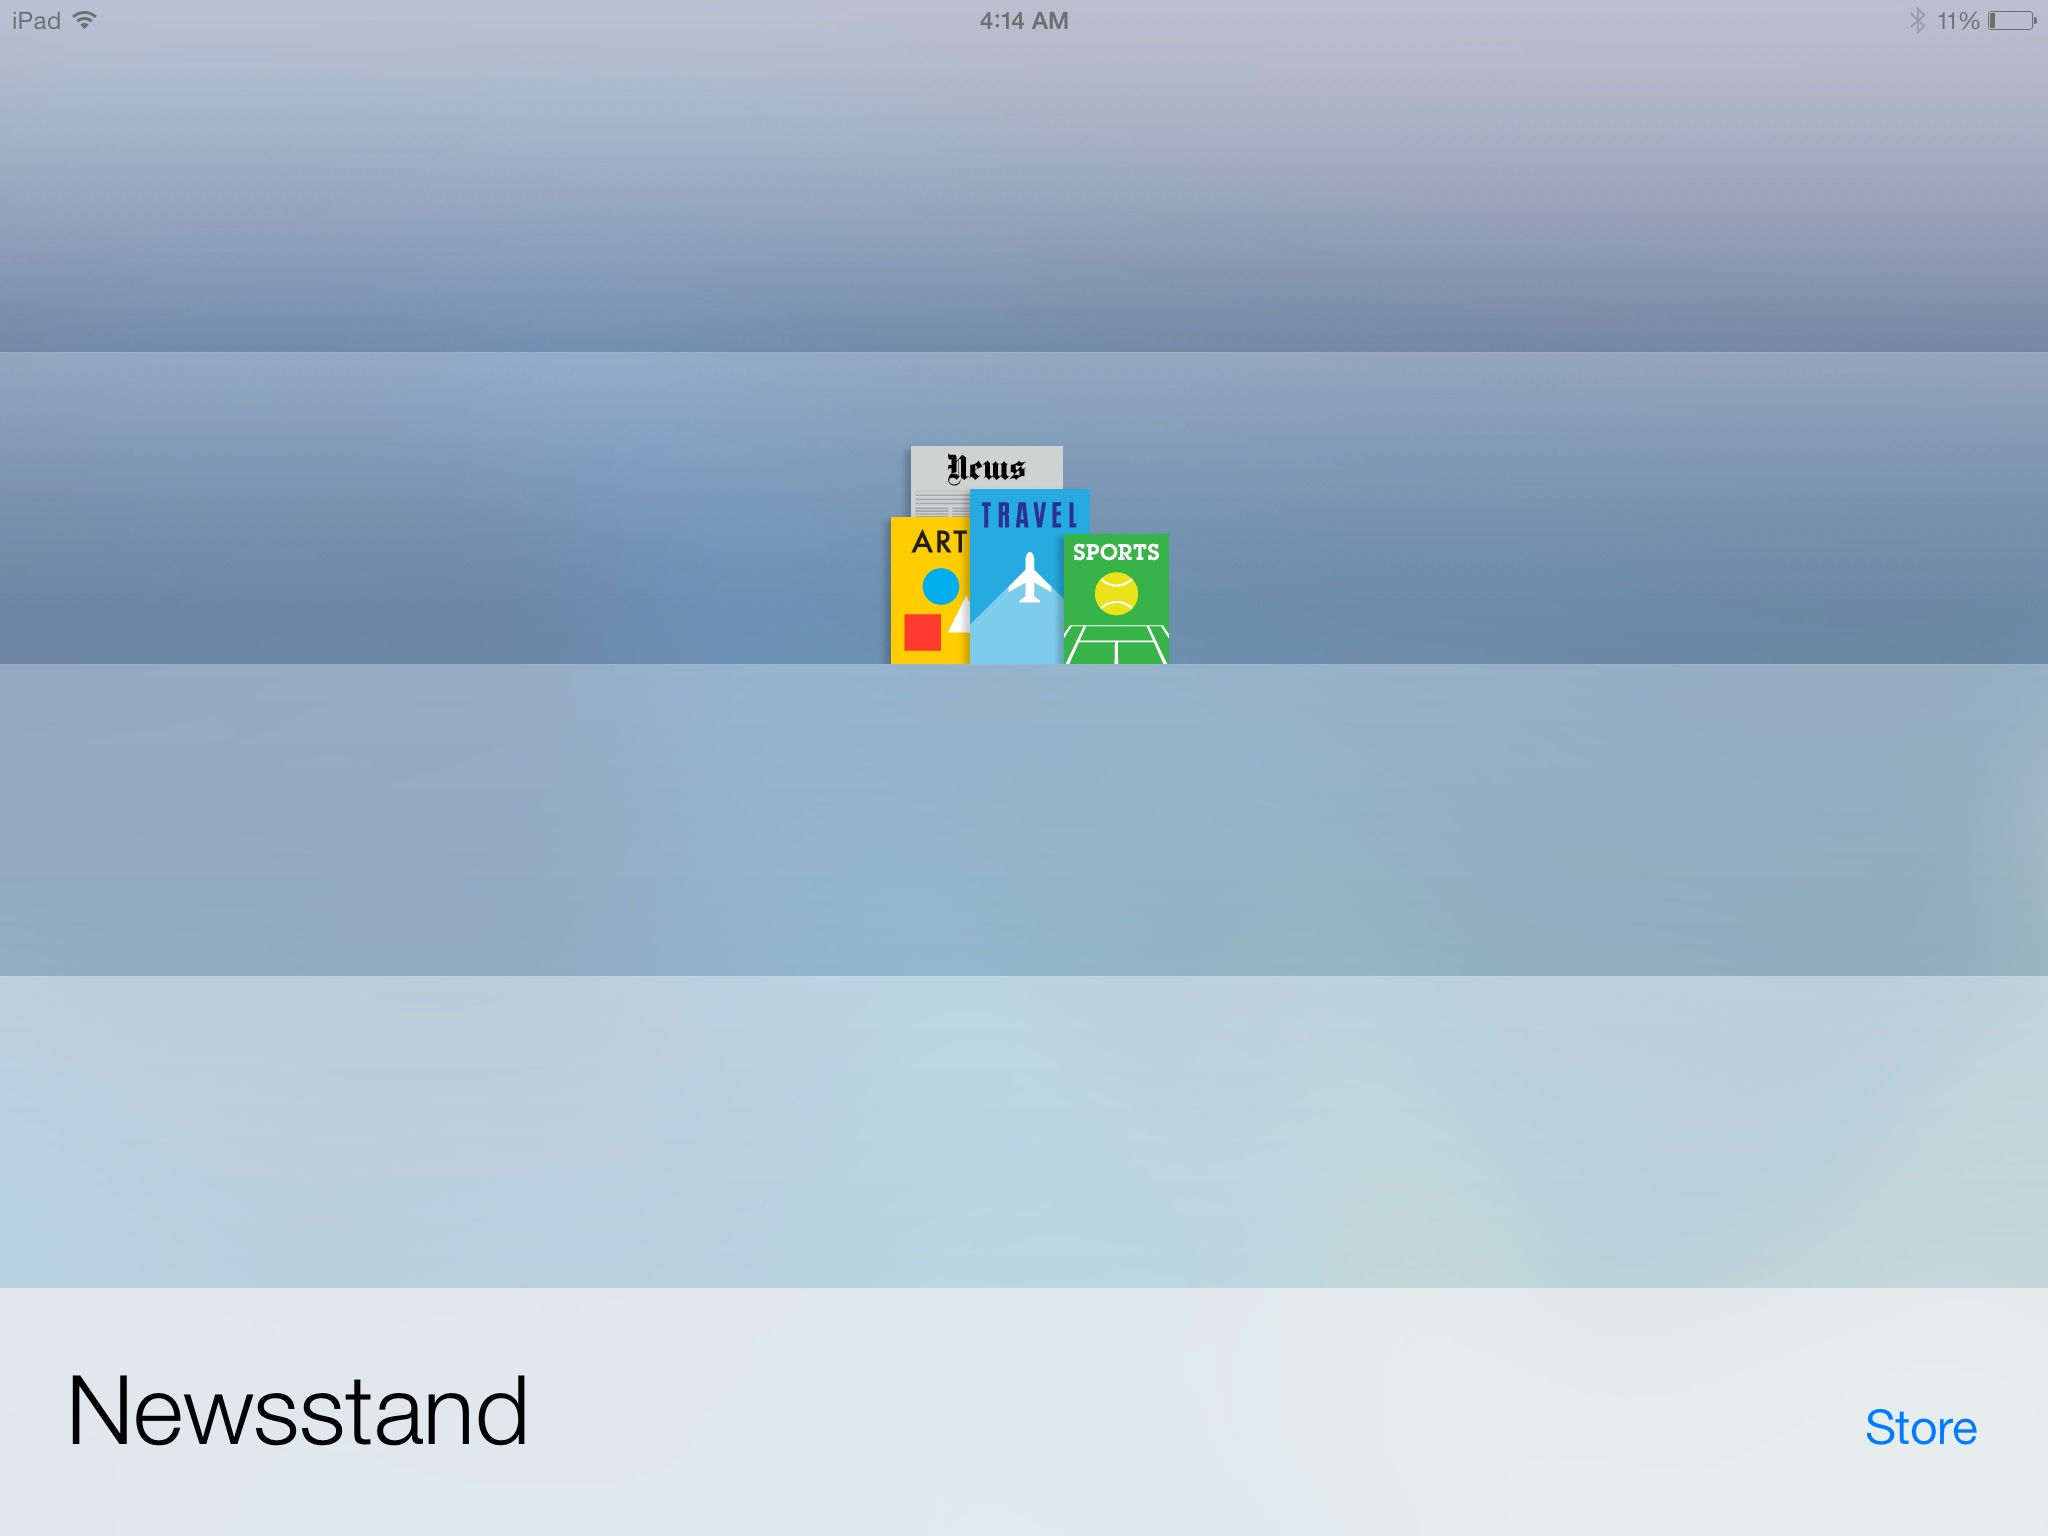 iPad
4:14 AM
11%
News
TRAVEL
ART
SPORTS
Newsstand
Store